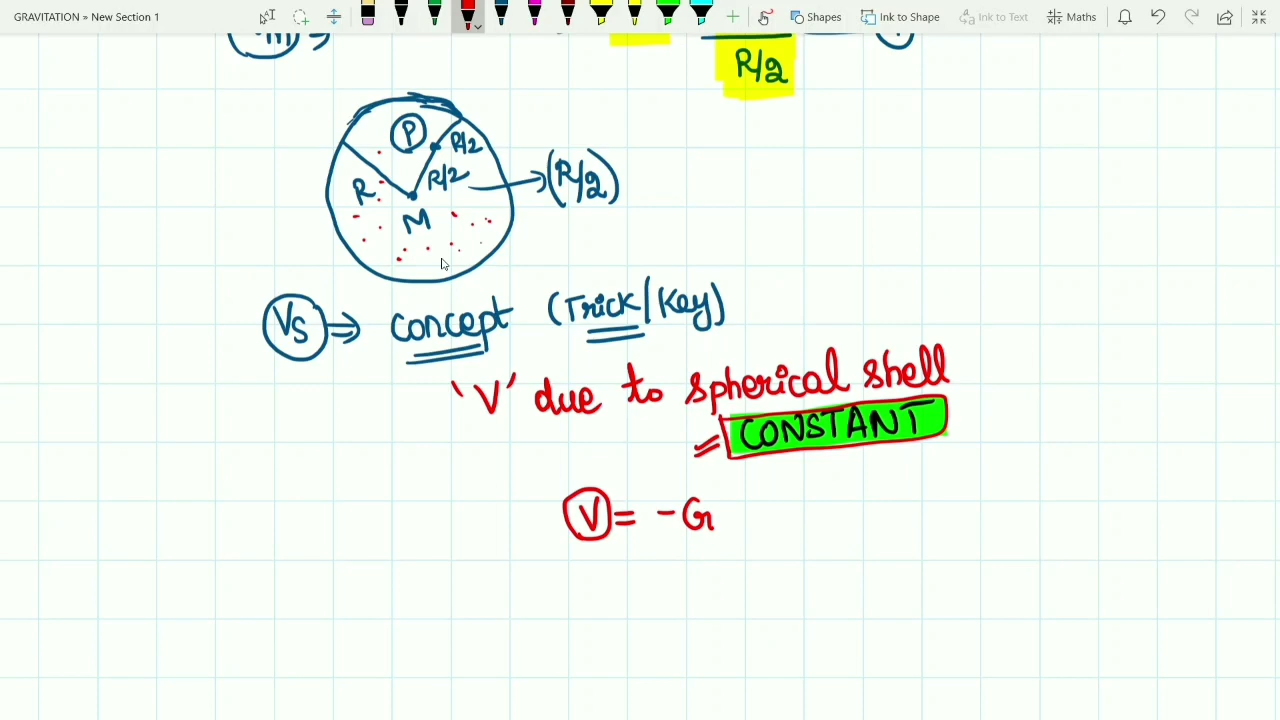 GRAVITATION » New Section 1
Shapes
Ink to Shape
Ink to Text
Maths
R/2
P
R/2
R/2
(R/2)
R
M
Vs ⇒ concept (Trick/Key)
'V' due to spherical shell
= CONSTANT
V = -G